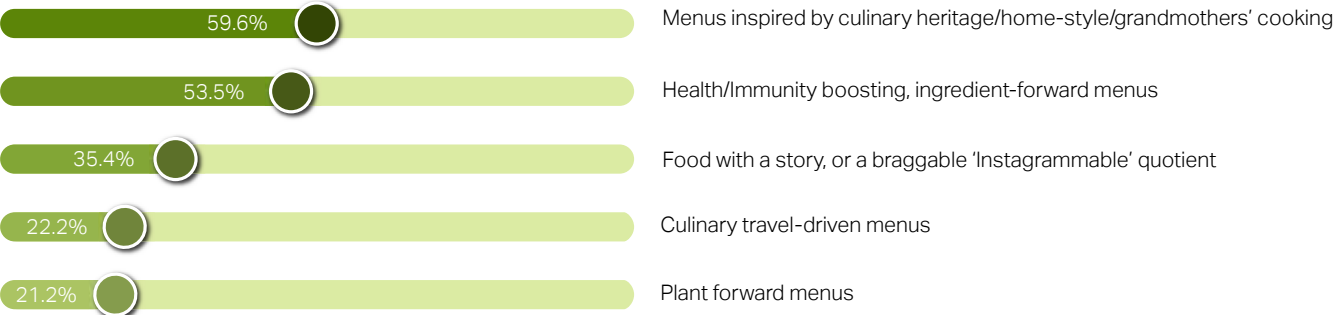 59.6% Menus inspired by culinary heritage/home-style/grandmothers’ cooking
53.5% Health/Immunity boosting, ingredient-forward menus
35.4% Food with a story, or a braggable ‘Instagrammable’ quotient
22.2% Culinary travel-driven menus
21.2% Plant forward menus